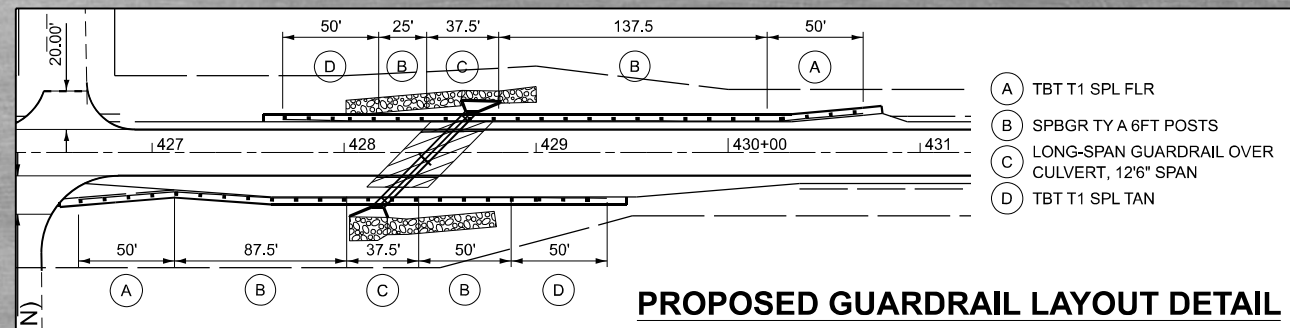 50' 25' 37.5' 137.5 50'
20.00'
D B C B A
A TBT T1 SPL FLR
B SPBGR TY A 6FT POSTS
C LONG-SPAN GUARDRAIL OVER
CULVERT, 12'6" SPAN
D TBT T1 SPL TAN
427 428 429 430+00 431
50' 87.5' 37.5' 50' 50'
A B C B D
N)
PROPOSED GUARDRAIL LAYOUT DETAIL